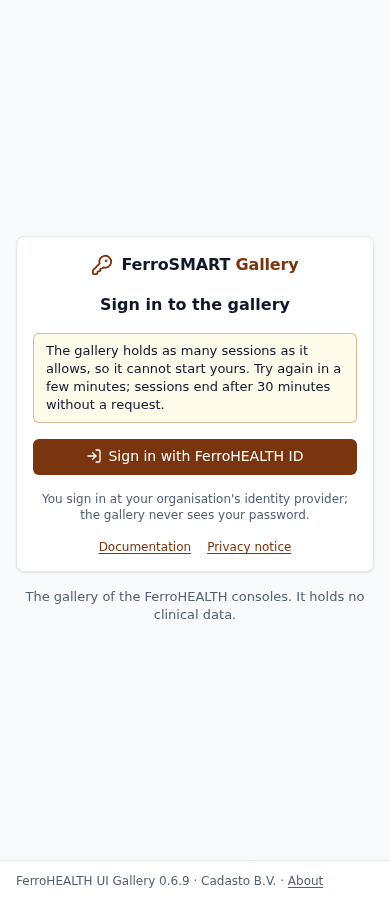 FerroSMART Gallery
Sign in to the gallery
The gallery holds as many sessions as it
allows, so it cannot start yours. Try again in a
few minutes; sessions end after 30 minutes
without a request.
Sign in with FerroHEALTH ID
You sign in at your organisation's identity provider;
the gallery never sees your password.
Documentation Privacy notice
The gallery of the FerroHEALTH consoles. It holds no
clinical data.
FerroHEALTH UI Gallery 0.6.9 · Cadasto B.V. · About